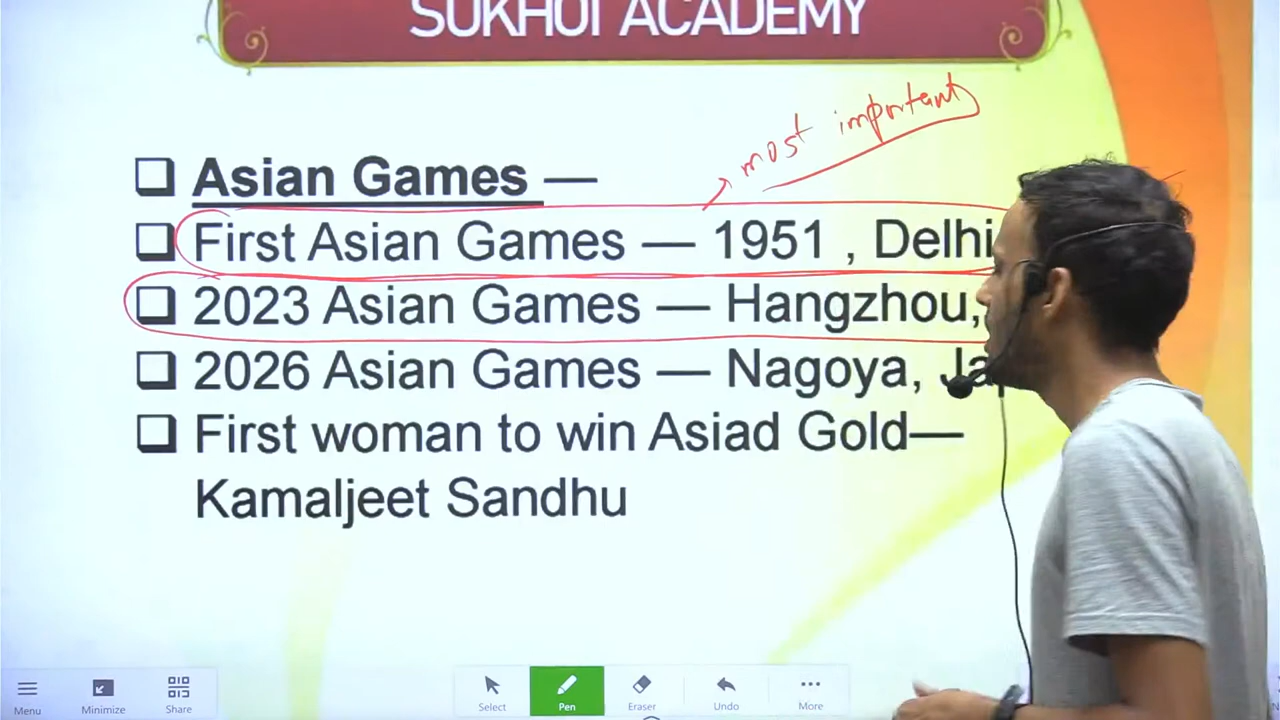 SUKHOI ACADEMY
most important
Asian Games —
First Asian Games — 1951 , Delhi
2023 Asian Games — Hangzhou,
2026 Asian Games — Nagoya,
First woman to win Asiad Gold—
Kamaljeet Sandhu
Menu
Minimize
Share
Select
Pen
Eraser
Undo
More